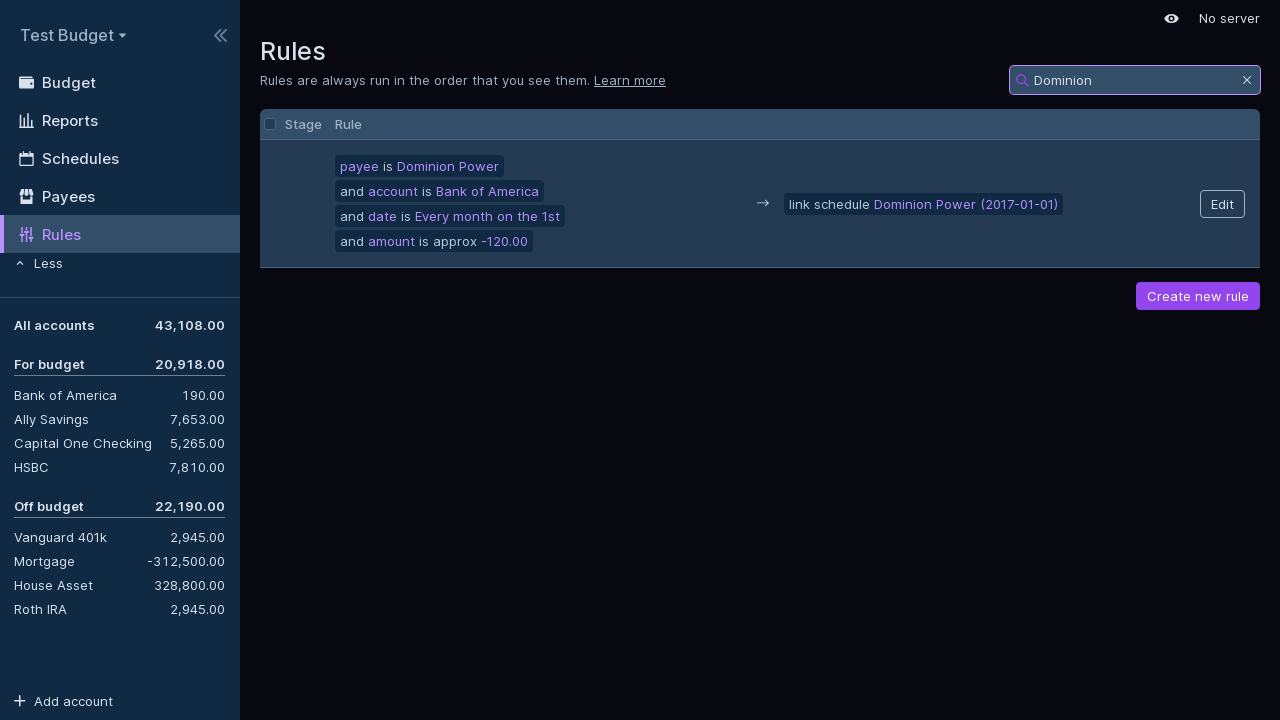 Test Budget
No server
Budget
Reports
Schedules
Payees
Rules
Less
All accounts 43,108.00
For budget 20,918.00
Bank of America 190.00
Ally Savings 7,653.00
Capital One Checking 5,265.00
HSBC 7,810.00
Off budget 22,190.00
Vanguard 401k 2,945.00
Mortgage -312,500.00
House Asset 328,800.00
Roth IRA 2,945.00
Add account
Rules
Rules are always run in the order that you see them. Learn more
Dominion
Stage Rule
payee is Dominion Power
and account is Bank of America
and date is Every month on the 1st
and amount is approx -120.00
→ link schedule Dominion Power (2017-01-01)
Edit
Create new rule